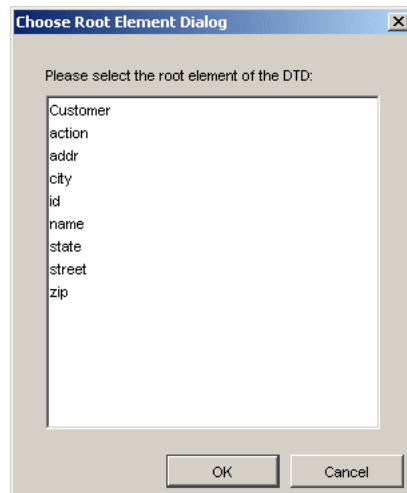 Choose Root Element Dialog
Please select the root element of the DTD:
Customer
action
addr
city
id
name
state
street
zip
OK Cancel